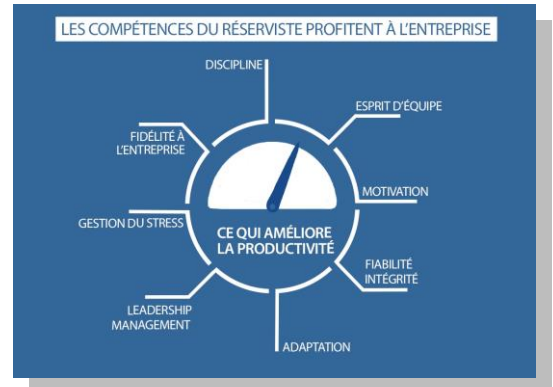 LES COMPÉTENCES DU RÉSERVISTE PROFITENT À L'ENTREPRISE
DISCIPLINE
ESPRIT D'ÉQUIPE
FIDÉLITÉ À
L'ENTREPRISE
MOTIVATION
GESTION DU STRESS
CE QUI AMÉLIORE
LA PRODUCTIVITÉ
FIABILITÉ
INTÉGRITÉ
LEADERSHIP
MANAGEMENT
ADAPTATION